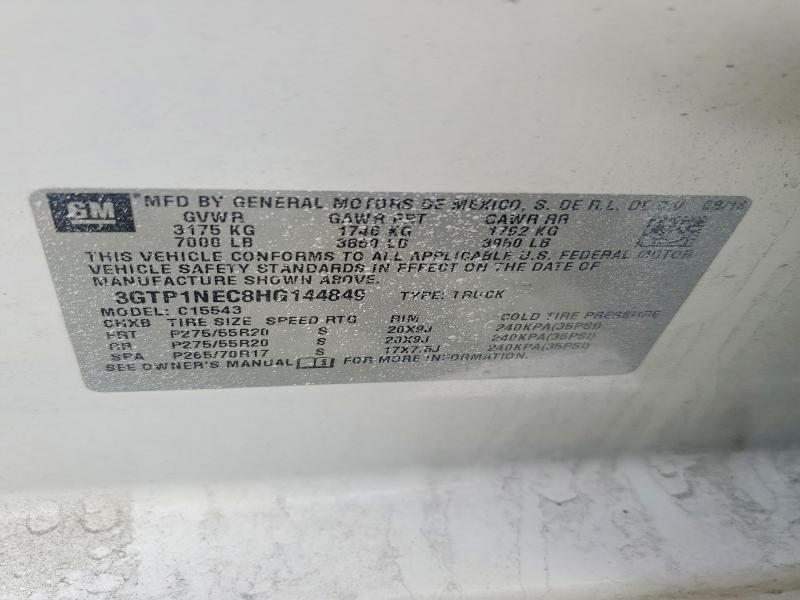 GM MFD BY GENERAL MOTORS DE MEXICO, S. DE R.L. DE C.V.
GVWR GAWR FRT GAWR RR
3175 KG 1746 KG 1792 KG
7000 LB LB 3950 LB
THIS VEHICLE CONFORMS TO ALL APPLICABLE U.S. FEDERAL MOTOR
VEHICLE SAFETY STANDARDS IN EFFECT ON THE DATE OF
MANUFACTURE SHOWN ABOVE.
3GTP1NEC8HG144849 TYPE: TRUCK
MODEL: C15543
CHXB TIRE SIZE SPEED RTG RIM COLD TIRE PRESSURE
FRT P275/55R20 S 20X9J 240KPA(35PSI)
RR P275/55R20 S 20X9J 240KPA(35PSI)
SPA P265/70R17 S 17X7.5J 240KPA(35PSI)
SEE OWNER'S MANUAL FOR MORE INFORMATION.